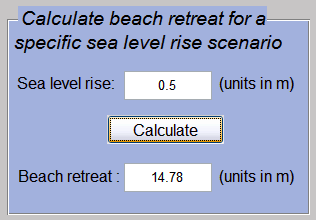 Calculate beach retreat for a
specific sea level rise scenario
Sea level rise: 0.5 (units in m)
Calculate
Beach retreat : 14.78 (units in m)